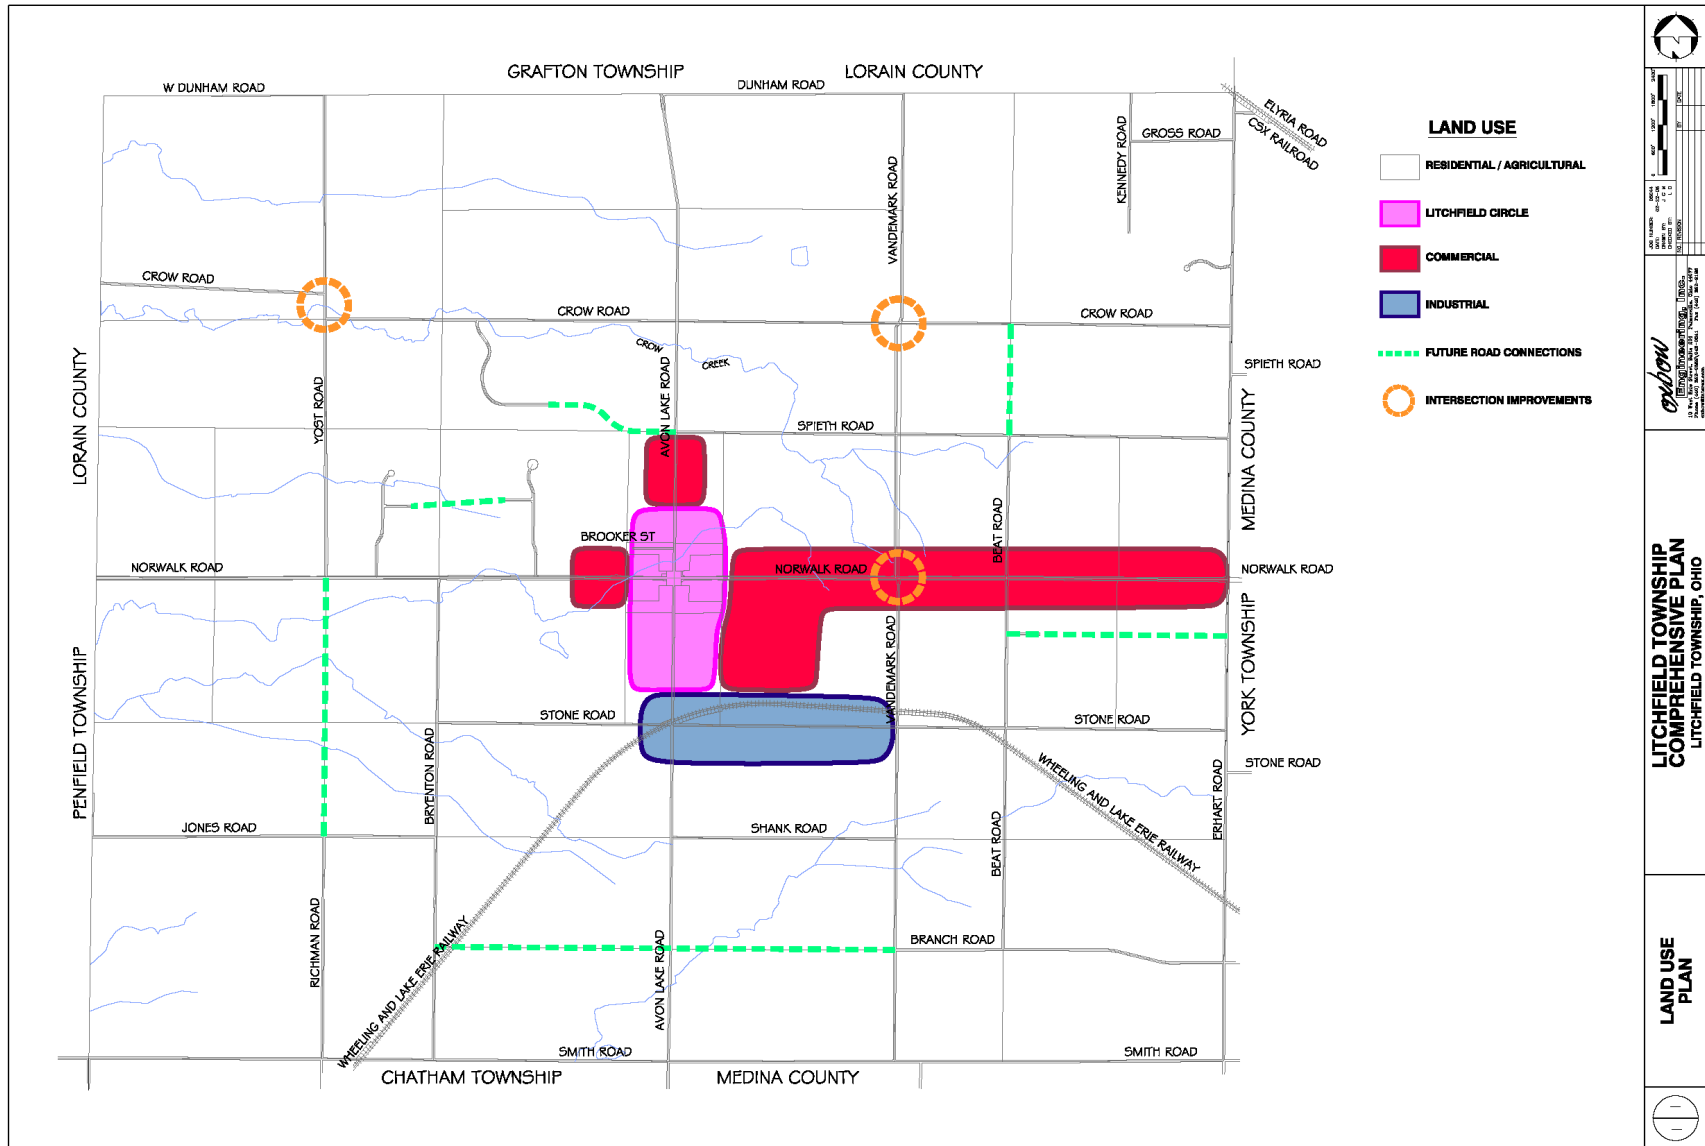 GRAFTON TOWNSHIP
LORAIN COUNTY
W DUNHAM ROAD
DUNHAM ROAD
ELYRIA ROAD
CSX RAILROAD
KENNEDY ROAD
GROSS ROAD
VANDEMARK ROAD
CROW ROAD
CROW ROAD
CROW ROAD
CROW
CREEK
SPIETH ROAD
LORAIN COUNTY
YOST ROAD
AVON LAKE ROAD
SPIETH ROAD
MEDINA COUNTY
BEAT ROAD
BROOKER ST
NORWALK ROAD
NORWALK ROAD
NORWALK ROAD
PENFIELD TOWNSHIP
YORK TOWNSHIP
VANDEMARK ROAD
STONE ROAD
STONE ROAD
STONE ROAD
BRYENTON ROAD
WHEELING AND LAKE ERIE RAILWAY
ERHART ROAD
JONES ROAD
SHANK ROAD
BEAT ROAD
RICHMAN ROAD
WHEELING AND LAKE ERIE RAILWAY
AVON LAKE ROAD
BRANCH ROAD
SMITH ROAD
SMITH ROAD
CHATHAM TOWNSHIP
MEDINA COUNTY
LAND USE
RESIDENTIAL / AGRICULTURAL
LITCHFIELD CIRCLE
COMMERCIAL
INDUSTRIAL
FUTURE ROAD CONNECTIONS
INTERSECTION IMPROVEMENTS
oxbow
Engineering, Inc.
LITCHFIELD TOWNSHIP
COMPREHENSIVE PLAN
LITCHFIELD TOWNSHIP, OHIO
LAND USE
PLAN